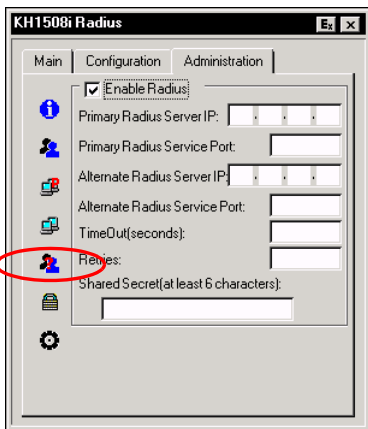 KH1508i Radius
Ex
Main
Configuration
Administration
Enable Radius
Primary Radius Server IP:
Primary Radius Service Port:
Alternate Radius Server IP:
Alternate Radius Service Port:
TimeOut(seconds):
Retries:
Shared Secret(at least 6 characters):